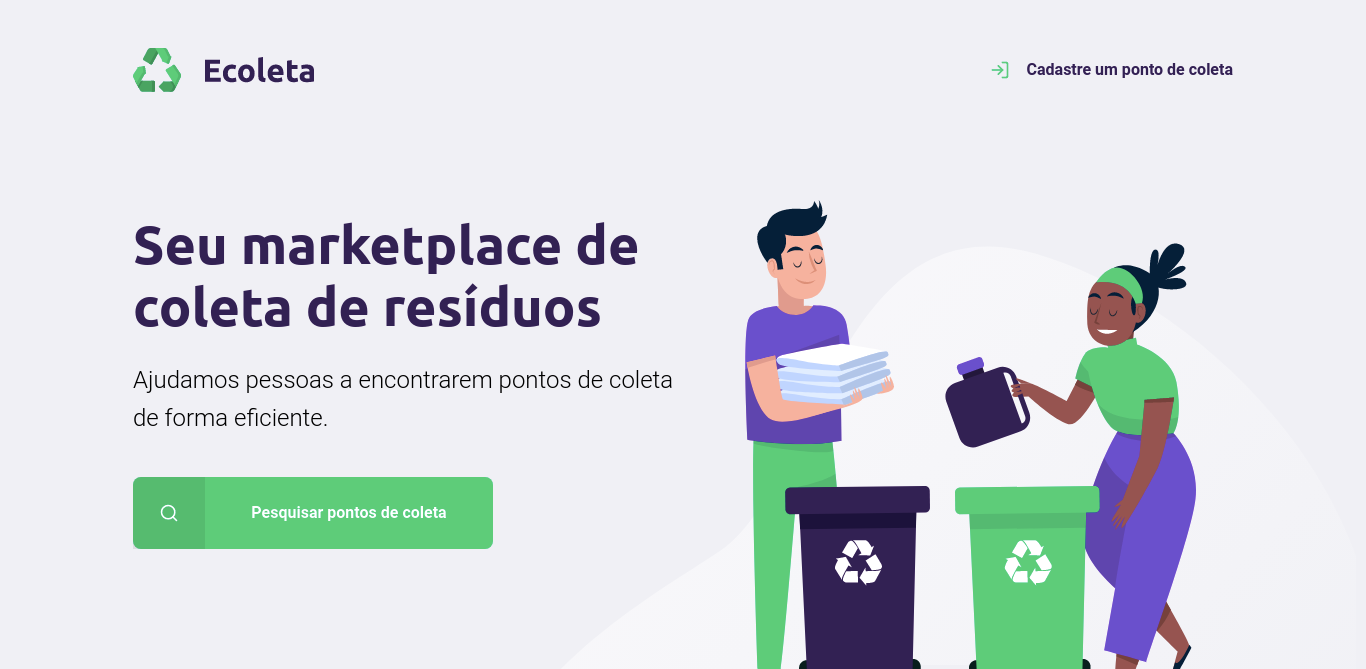 Ecoleta
Cadastre um ponto de coleta
Seu marketplace de
coleta de resíduos
Ajudamos pessoas a encontrarem pontos de coleta
de forma eficiente.
Pesquisar pontos de coleta